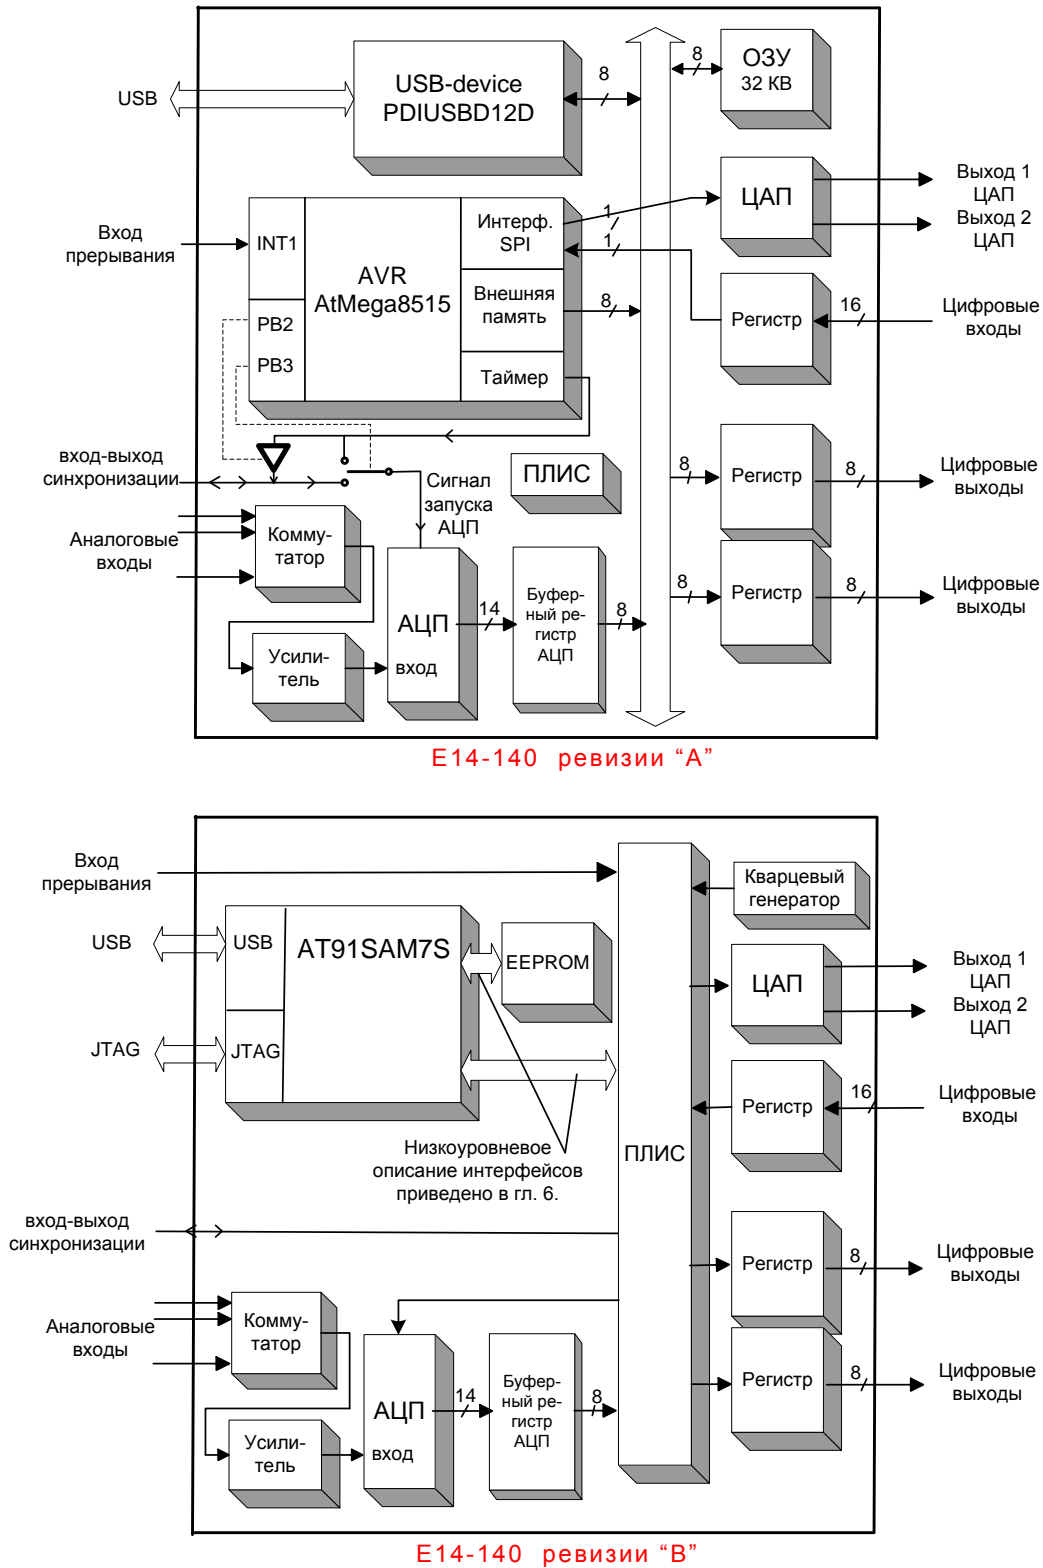 USB
USB-device
PDIUSBD12D
8
8
ОЗУ
32 КВ
Вход
прерывания
INT1
PB2
PB3
AVR
AtMega8515
Интерф.
SPI
Внешняя
память
Таймер
1
1
8
ЦАП
Выход 1
ЦАП
Выход 2
ЦАП
Регистр
16
Цифровые
входы
вход-выход
синхронизации
Сигнал
запуска
АЦП
ПЛИС
8
Регистр
8
Цифровые
выходы
Аналоговые
входы
Комму-
татор
Усили-
тель
АЦП
вход
14
Буфер-
ный ре-
гистр
АЦП
8
8
Регистр
8
Цифровые
выходы
E14-140 ревизии “А”
Вход
прерывания
Кварцевый
генератор
USB
USB
AT91SAM7S
EEPROM
JTAG
JTAG
ЦАП
Выход 1
ЦАП
Выход 2
ЦАП
Регистр
16
Цифровые
входы
Низкоуровневое
описание интерфейсов
приведено в гл. 6.
ПЛИС
вход-выход
синхронизации
Регистр
8
Цифровые
выходы
Аналоговые
входы
Комму-
татор
Усили-
тель
АЦП
вход
14
Буфер-
ный ре-
гистр
АЦП
8
Регистр
8
Цифровые
выходы
E14-140 ревизии “В”